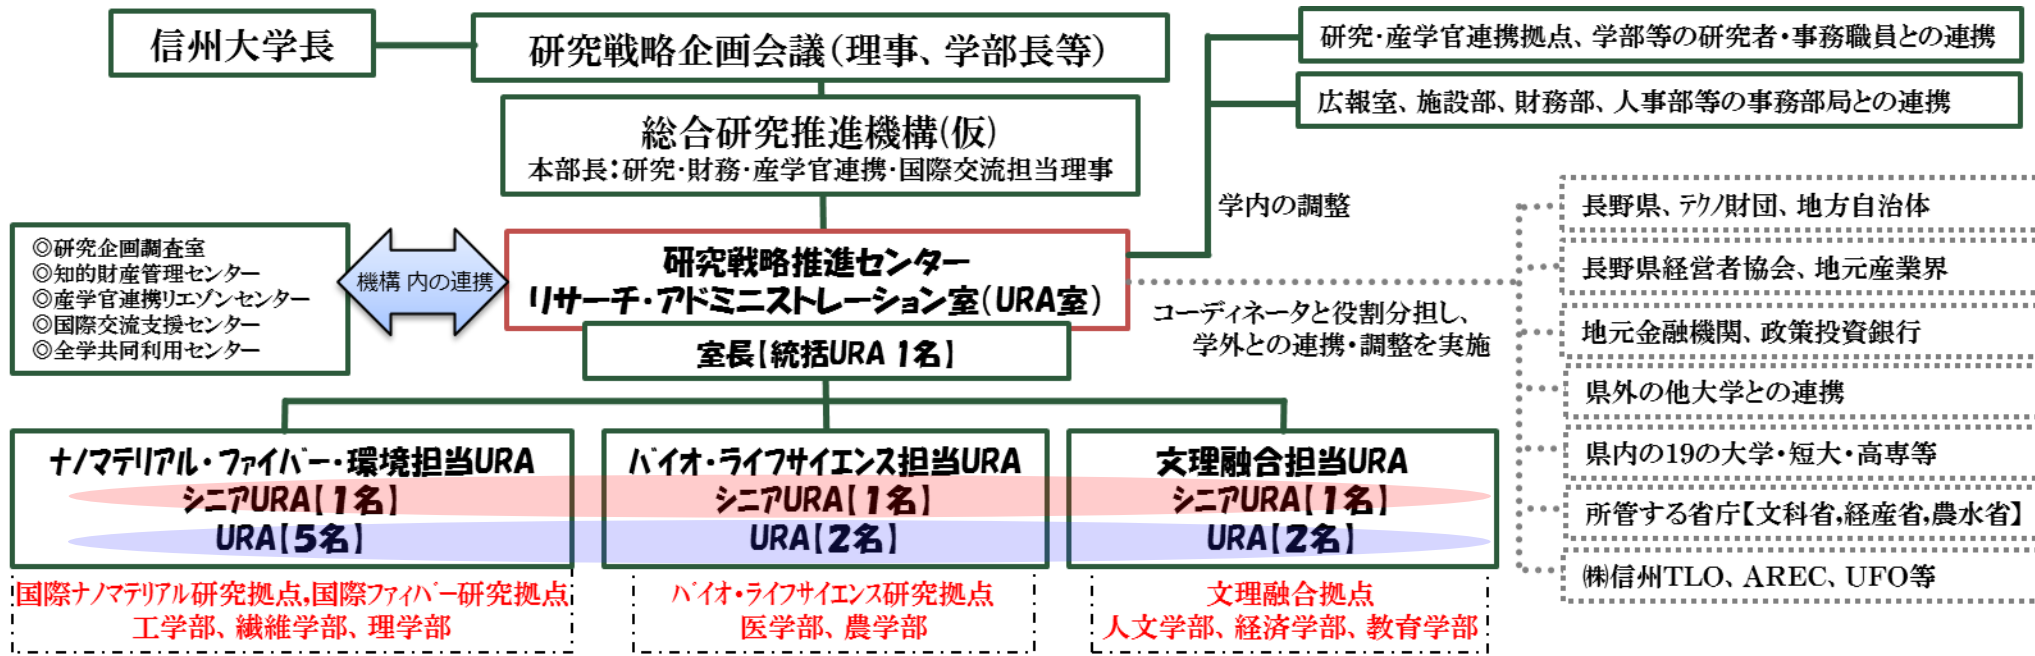 信州大学長
研究戦略企画会議(理事、学部長等)
総合研究推進機構(仮)
本部長:研究・財務・産学官連携・国際交流担当理事
研究・産学官連携拠点、学部等の研究者・事務職員との連携
広報室、施設部、財務部、人事部等の事務部局との連携
学内の調整
◎研究企画調査室
◎知的財産管理センター
◎産学官連携リエゾンセンター
◎国際交流支援センター
◎全学共同利用センター
機構 内の連携
研究戦略推進センター
リサーチ・アドミニストレーション室(URA室)
室長【統括URA 1名】
コーディネータと役割分担し、
学外との連携・調整を実施
長野県、テクノ財団、地方自治体
長野県経営者協会、地元産業界
地元金融機関、政策投資銀行
県外の他大学との連携
県内の19の大学・短大・高専等
所管する省庁【文科省,経産省,農水省】
㈱信州TLO、AREC、UFO等
ナノマテリアル・ファイバー・環境担当URA
シニアURA【1名】
URA【5名】
バイオ・ライフサイエンス担当URA
シニアURA【1名】
URA【2名】
文理融合担当URA
シニアURA【1名】
URA【2名】
国際ナノマテリアル研究拠点,国際ファイバー研究拠点
工学部、繊維学部、理学部
バイオ・ライフサイエンス研究拠点
医学部、農学部
文理融合拠点
人文学部、経済学部、教育学部